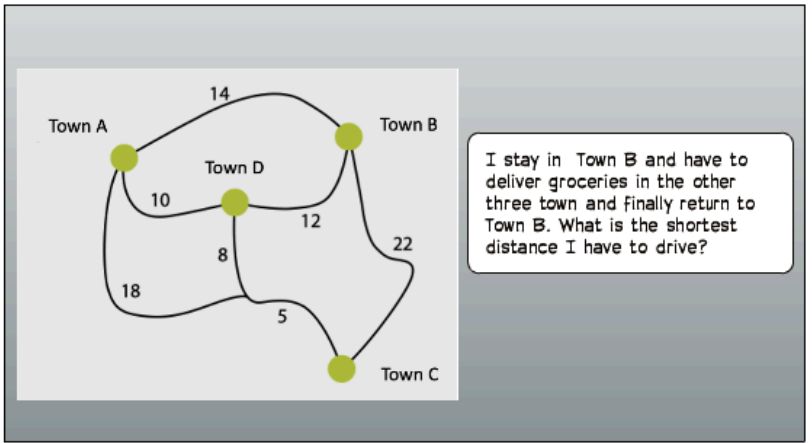 14
Town A
Town B
Town D
10
12
22
8
18
5
Town C
I stay in Town B and have to
deliver groceries in the other
three town and finally return to
Town B. What is the shortest
distance I have to drive?